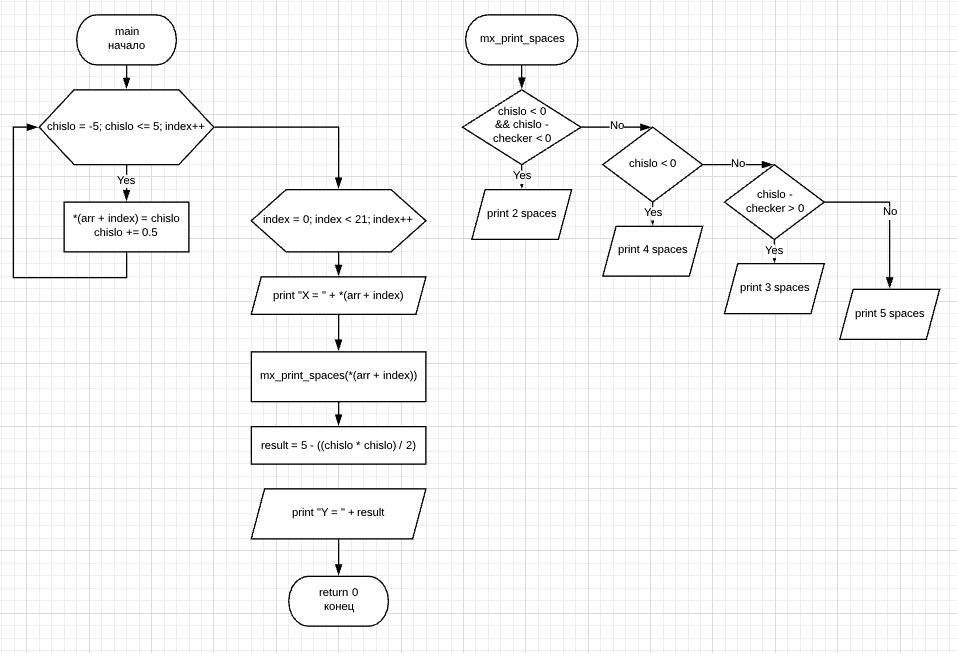 main
начало
chislo = -5; chislo <= 5; index++
Yes
*(arr + index) = chislo
chislo += 0.5
index = 0; index < 21; index++
print "X = " + *(arr + index)
mx_print_spaces(*(arr + index))
result = 5 - ((chislo * chislo) / 2)
print "Y = " + result
return 0
конец
mx_print_spaces
chislo < 0
&& chislo -
checker < 0
No
Yes
print 2 spaces
chislo < 0
No
Yes
print 4 spaces
chislo -
checker > 0
No
Yes
print 3 spaces
print 5 spaces